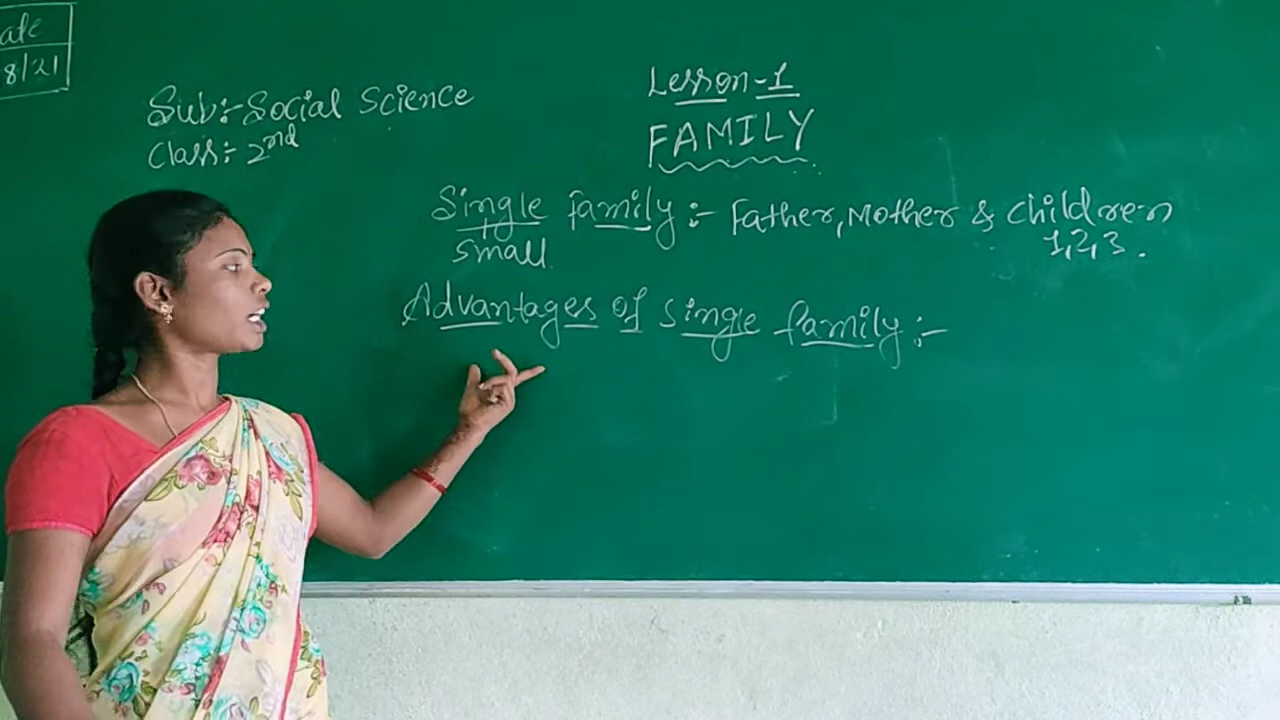 8/21
Sub:- Social Science
Class:- 2nd
Lesson-1
FAMILY
Single family :- Father, Mother & children
small 1,2,3.
Advantages of single family :-